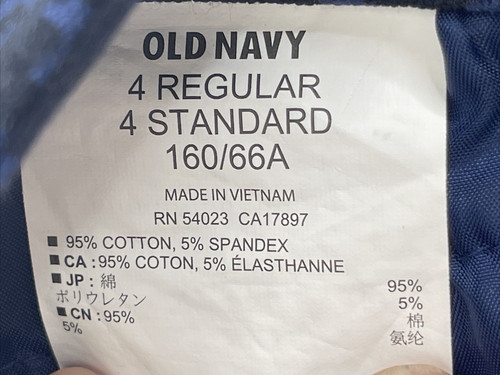 OLD NAVY
4 REGULAR
4 STANDARD
160/66A
MADE IN VIETNAM
RN 54023 CA17897
■ 95% COTTON, 5% SPANDEX
■ CA : 95% COTON, 5% ÉLASTHANNE
■ JP : 綿 95%
ポリウレタン 5%
■ CN : 95% 棉
5% 氨纶